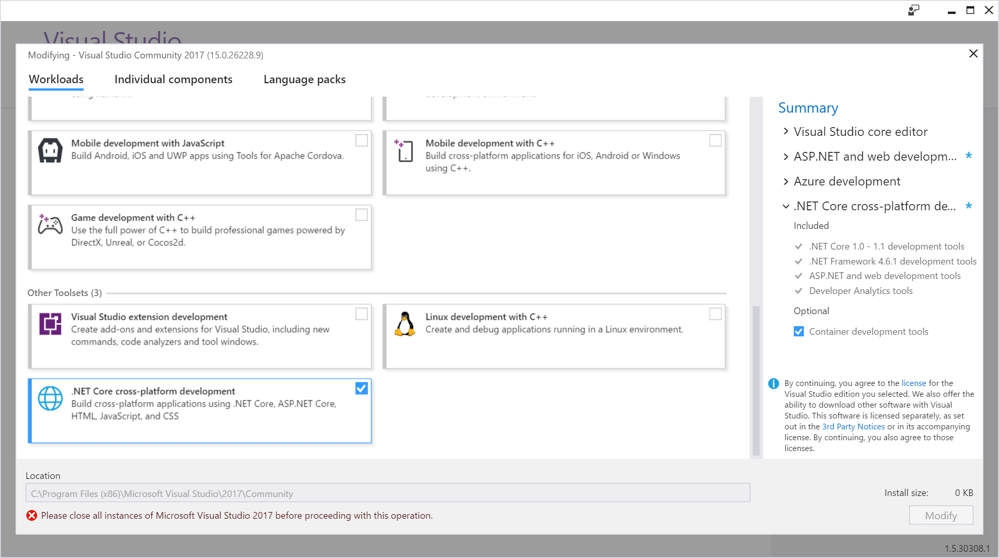 Visual Studio
Modifying - Visual Studio Community 2017 (15.0.26228.9)
Workloads
Individual components
Language packs
Mobile development with JavaScript
Build Android, iOS and UWP apps using Tools for Apache Cordova.
Mobile development with C++
Build cross-platform applications for iOS, Android or Windows
using C++.
Game development with C++
Use the full power of C++ to build professional games powered by
DirectX, Unreal, or Cocos2d.
Other Toolsets (3)
Visual Studio extension development
Create add-ons and extensions for Visual Studio, including new
commands, code analyzers and tool windows.
Linux development with C++
Create and debug applications running in a Linux environment.
.NET Core cross-platform development
Build cross-platform applications using .NET Core, ASP.NET Core,
HTML, JavaScript, and CSS
Summary
Visual Studio core editor
ASP.NET and web developm... *
Azure development
.NET Core cross-platform de... *
Included
.NET Core 1.0 - 1.1 development tools
.NET Framework 4.6.1 development tools
ASP.NET and web development tools
Developer Analytics tools
Optional
Container development tools
By continuing, you agree to the license for the
Visual Studio edition you selected. We also offer the
ability to download other software with Visual
Studio. This software is licensed separately, as set
out in the 3rd Party Notices or in its accompanying
license. By continuing, you also agree to those
licenses.
Location
C:\Program Files (x86)\Microsoft Visual Studio\2017\Community
Please close all instances of Microsoft Visual Studio 2017 before proceeding with this operation.
Install size: 0 KB
Modify
1.5.30308.1